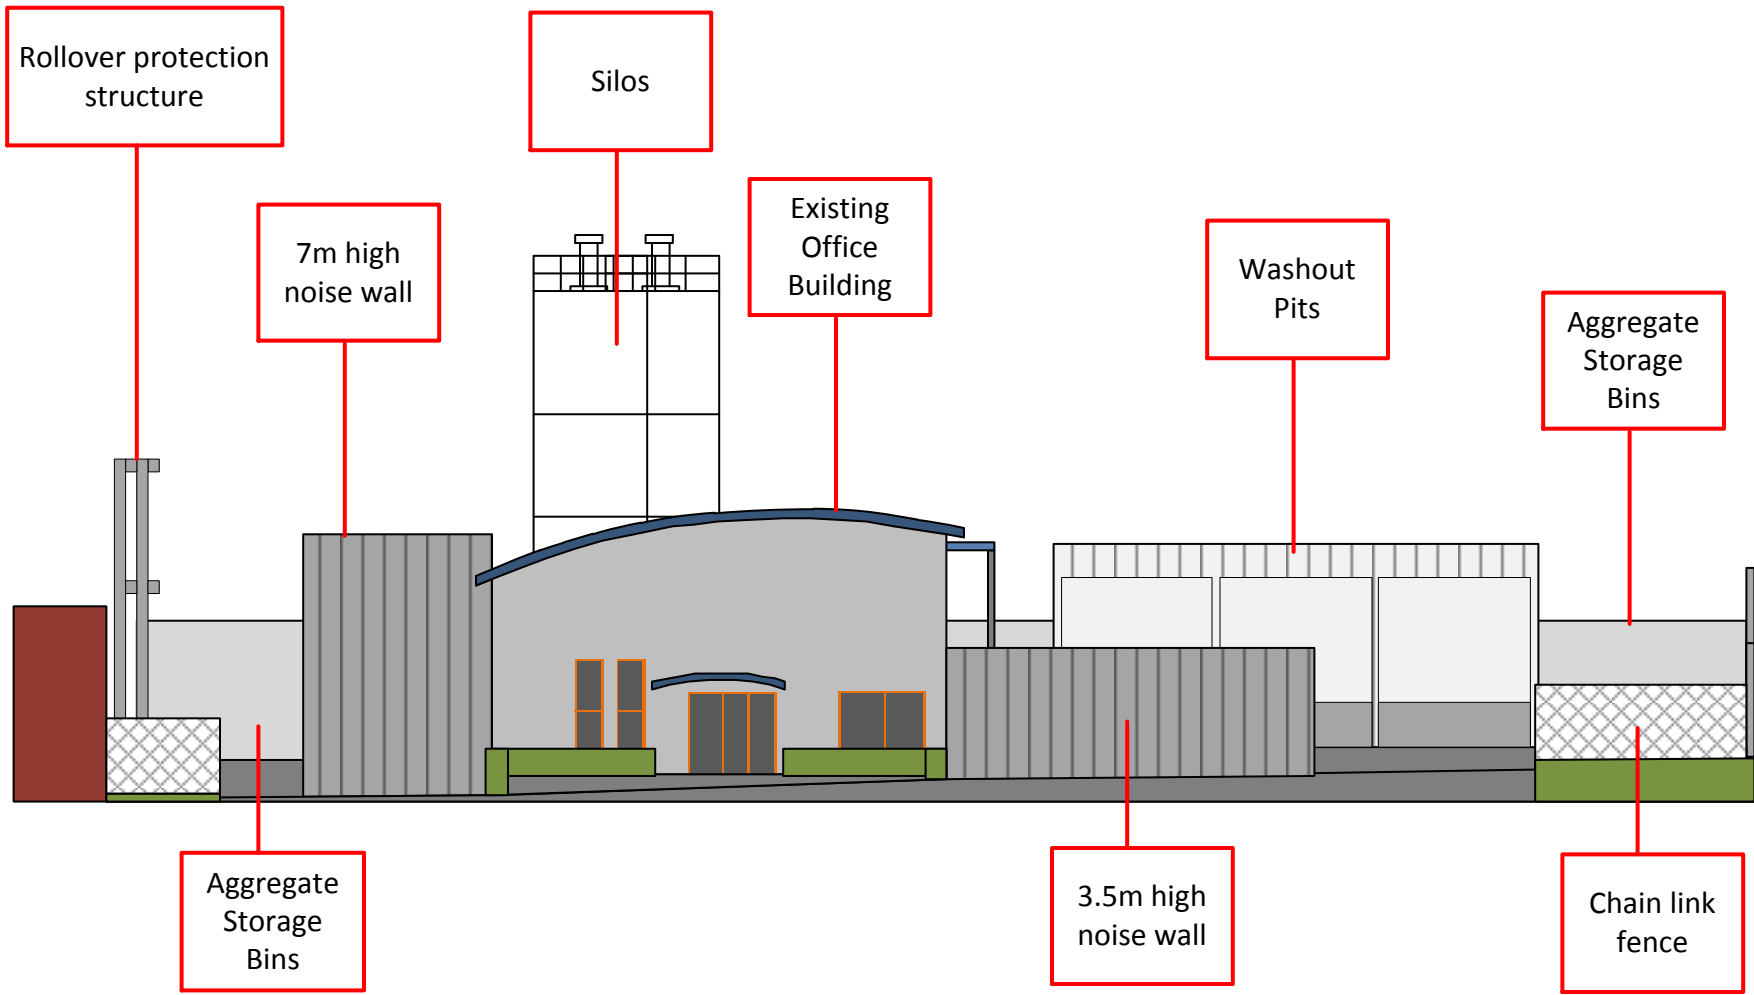 Rollover protection
structure
Silos
7m high
noise wall
Existing
Office
Building
Washout
Pits
Aggregate
Storage
Bins
Aggregate
Storage
Bins
3.5m high
noise wall
Chain link
fence